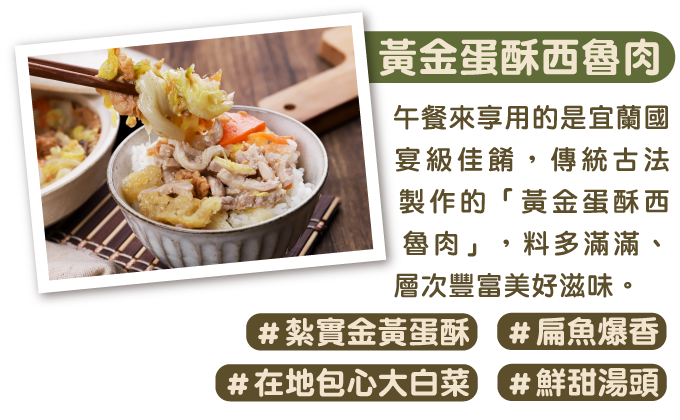 黃金蛋酥西魯肉
午餐來享用的是宜蘭國
宴級佳餚，傳統古法
製作的「黃金蛋酥西
魯肉」，料多滿滿、
層次豐富美好滋味。
#紮實金黃蛋酥 #扁魚爆香
#在地包心大白菜 #鮮甜湯頭